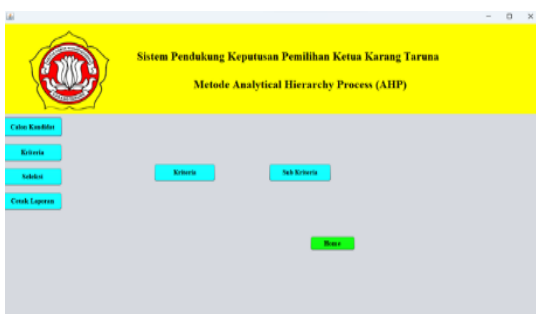 Sistem Pendukung Keputusan Pemilihan Ketua Karang Taruna
Metode Analytical Hierarchy Process (AHP)
Calon Kandidat
Kriteria
Seleksi
Cetak Laporan
Kriteria
Sub Kriteria
Home